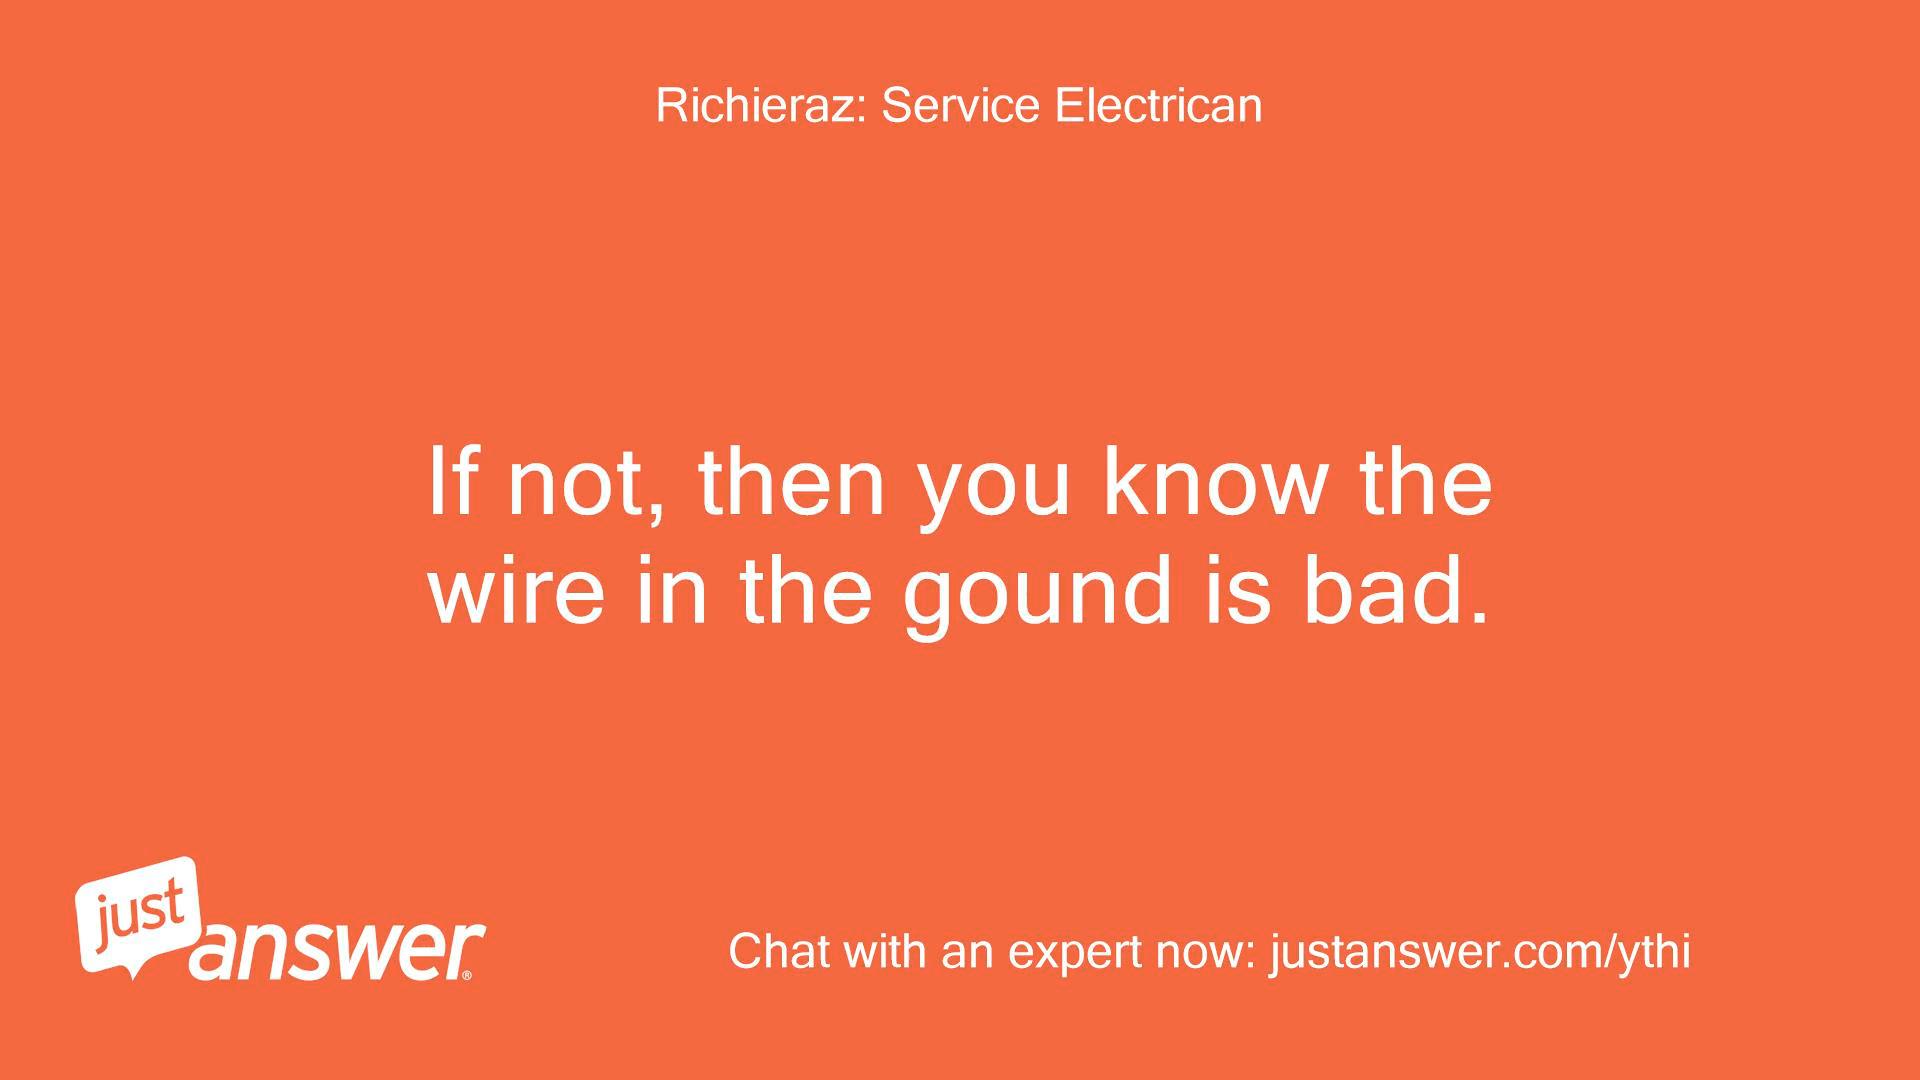 Richieraz: Service Electrican
If not, then you know the
wire in the gound is bad.
just
answer®
Chat with an expert now: justanswer.com/ythi